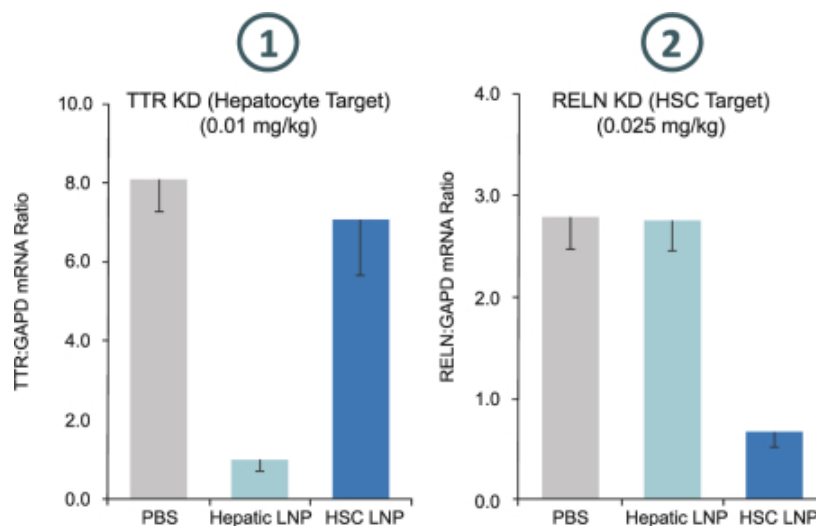 1
TTR KD (Hepatocyte Target)
(0.01 mg/kg)
TTR:GAPD mRNA Ratio
10.0
8.0
6.0
4.0
2.0
0.0
PBS
Hepatic LNP
HSC LNP
2
RELN KD (HSC Target)
(0.025 mg/kg)
RELN:GAPD mRNA Ratio
4.0
3.0
2.0
1.0
0.0
PBS
Hepatic LNP
HSC LNP